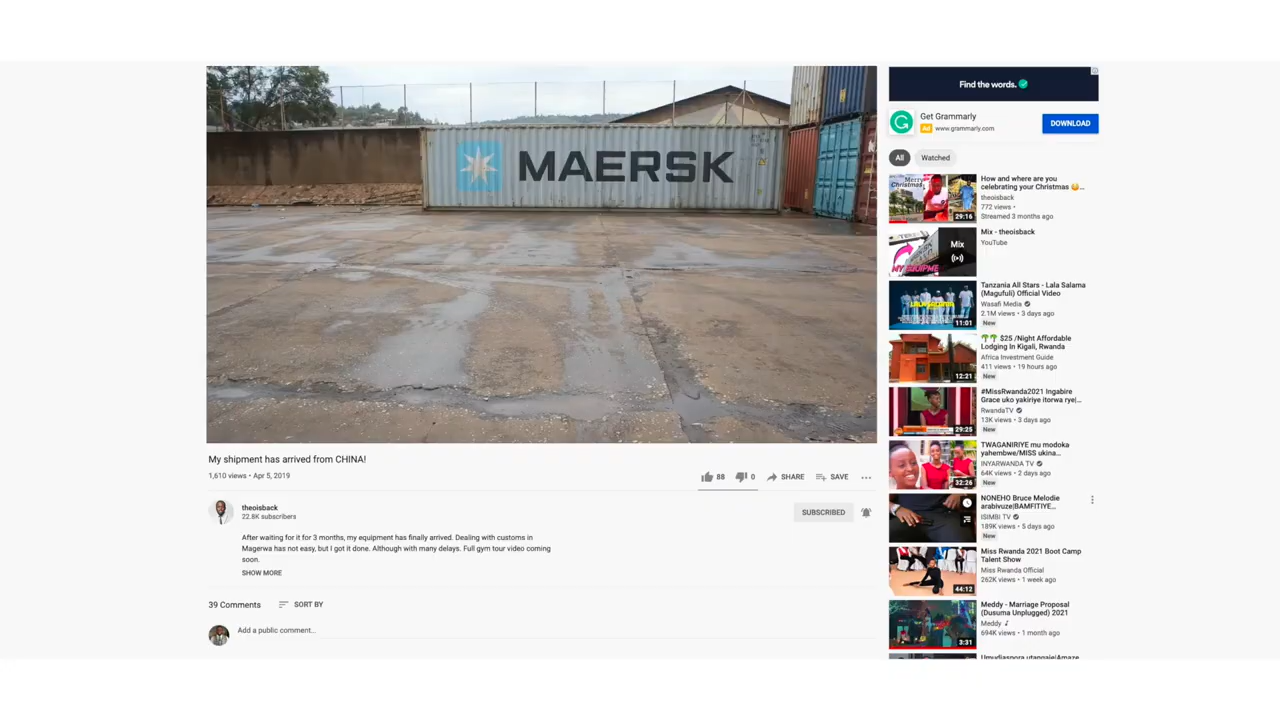 MAERSK
My shipment has arrived from CHINA!
1,610 views • Apr 5, 2019
88
0
SHARE
SAVE
theoisback
22.8K subscribers
SUBSCRIBED
After waiting for it for 3 months, my equipment has finally arrived. Dealing with customs in
Magerwa has not easy, but I got it done. Although with many delays. Full gym tour video coming
soon.
SHOW MORE
39 Comments
SORT BY
Add a public comment...
Find the words.
Get Grammarly
Ad www.grammarly.com
DOWNLOAD
All
Watched
Merry
Christmas
29:16
How and where are you
celebrating your Christmas 😂...
theoisback
772 views •
Streamed 3 months ago
Mix
Mix - theoisback
YouTube
11:01
Tanzania All Stars - Lala Salama
(Magufuli) Official Video
Wasafi Media
2.1M views • 3 days ago
New
12:21
🌴🌴 $25 /Night Affordable
Lodging In Kigali, Rwanda
Africa Investment Guide
411 views • 19 hours ago
New
29:25
#MissRwanda2021 Ingabire
Grace uko yakiriye itorwa rye|...
RwandaTV
13K views • 3 days ago
New
32:26
TWAGANIRIYE mu modoka
yahembwe/MISS ukina...
INYARWANDA TV
64K views • 2 days ago
New
NONEHO Bruce Melodie
arabivuze|BAMFITIYE...
ISIMBI TV
189K views • 5 days ago
New
44:12
Miss Rwanda 2021 Boot Camp
Talent Show
Miss Rwanda Official
262K views • 1 week ago
3:31
Meddy - Marriage Proposal
(Dusuma Unplugged) 2021
Meddy
694K views • 1 month ago